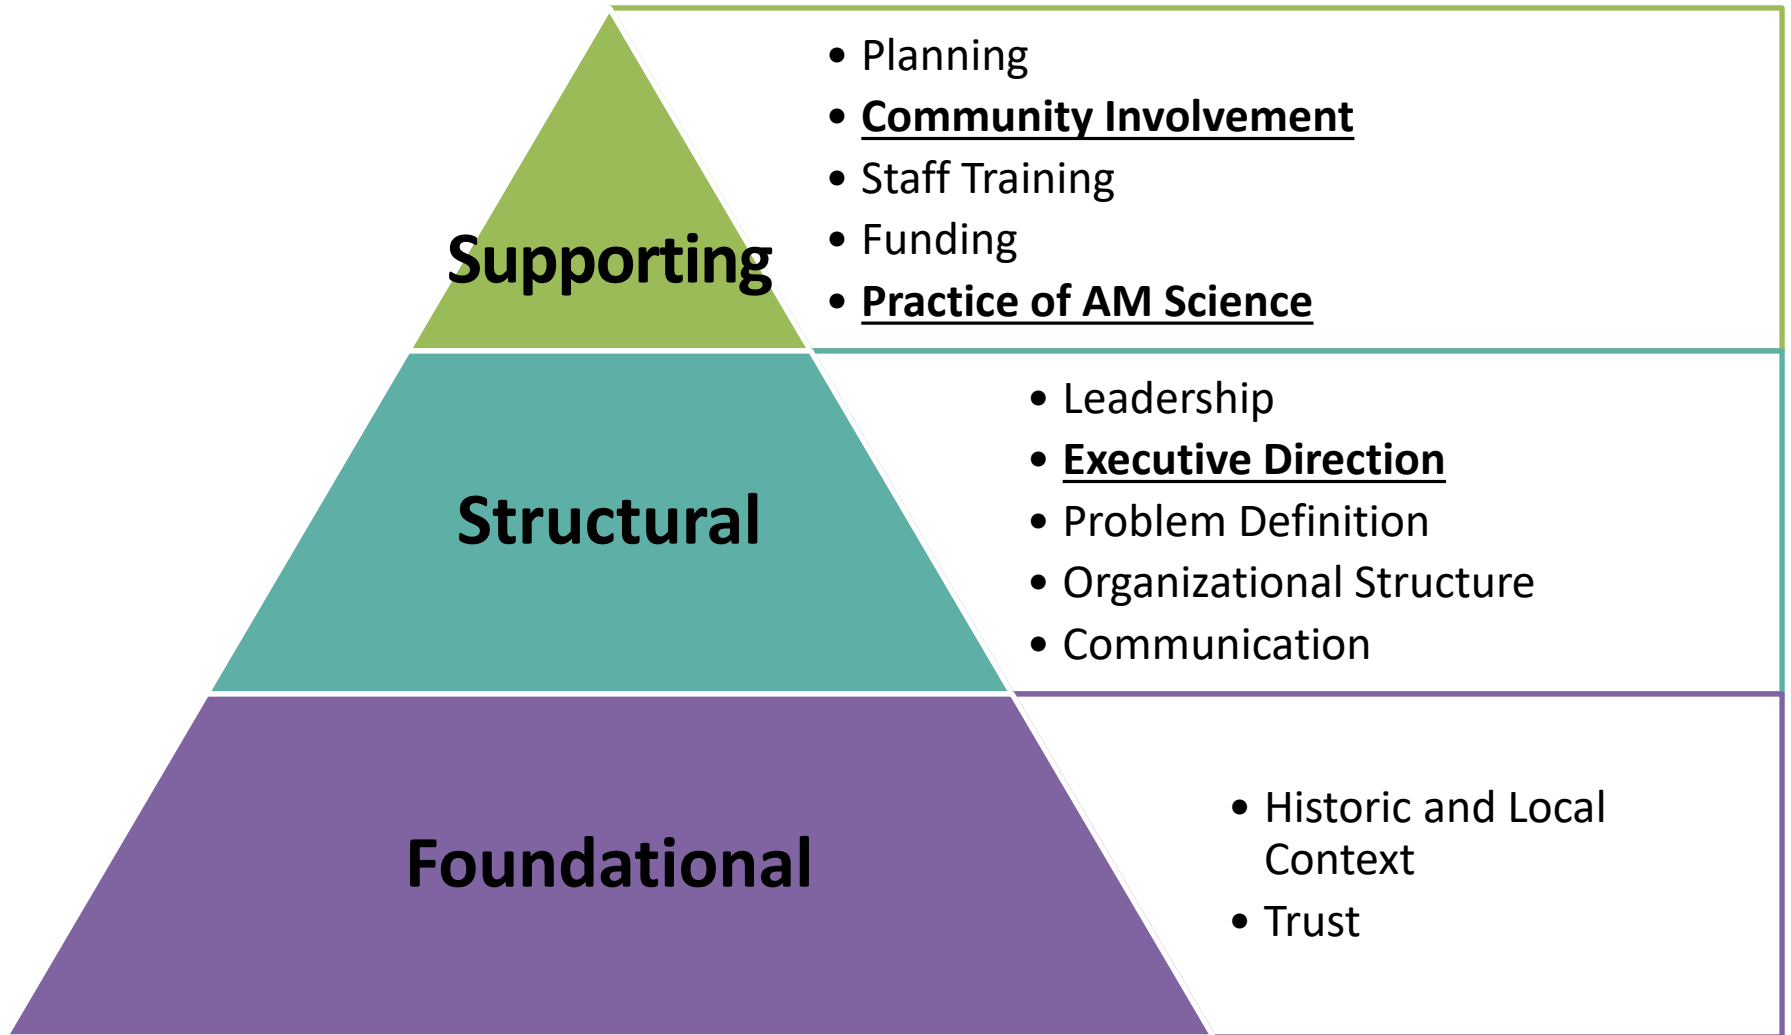 Supporting
• Planning
• Community Involvement
• Staff Training
• Funding
• Practice of AM Science
Structural
• Leadership
• Executive Direction
• Problem Definition
• Organizational Structure
• Communication
Foundational
• Historic and Local
Context
• Trust